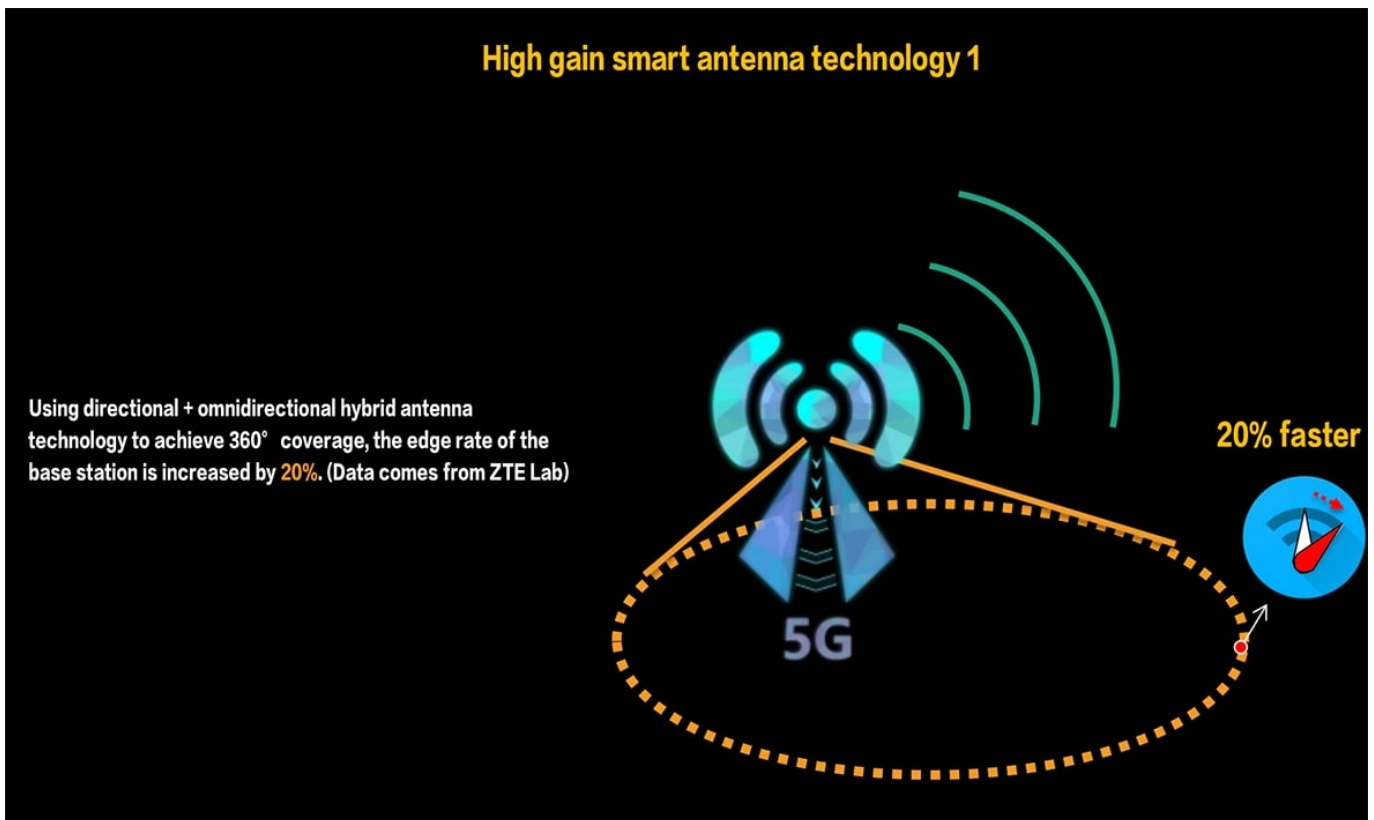 High gain smart antenna technology 1
Using directional + omnidirectional hybrid antenna
technology to achieve 360° coverage, the edge rate of the
base station is increased by 20%. (Data comes from ZTE Lab)
20% faster
5G